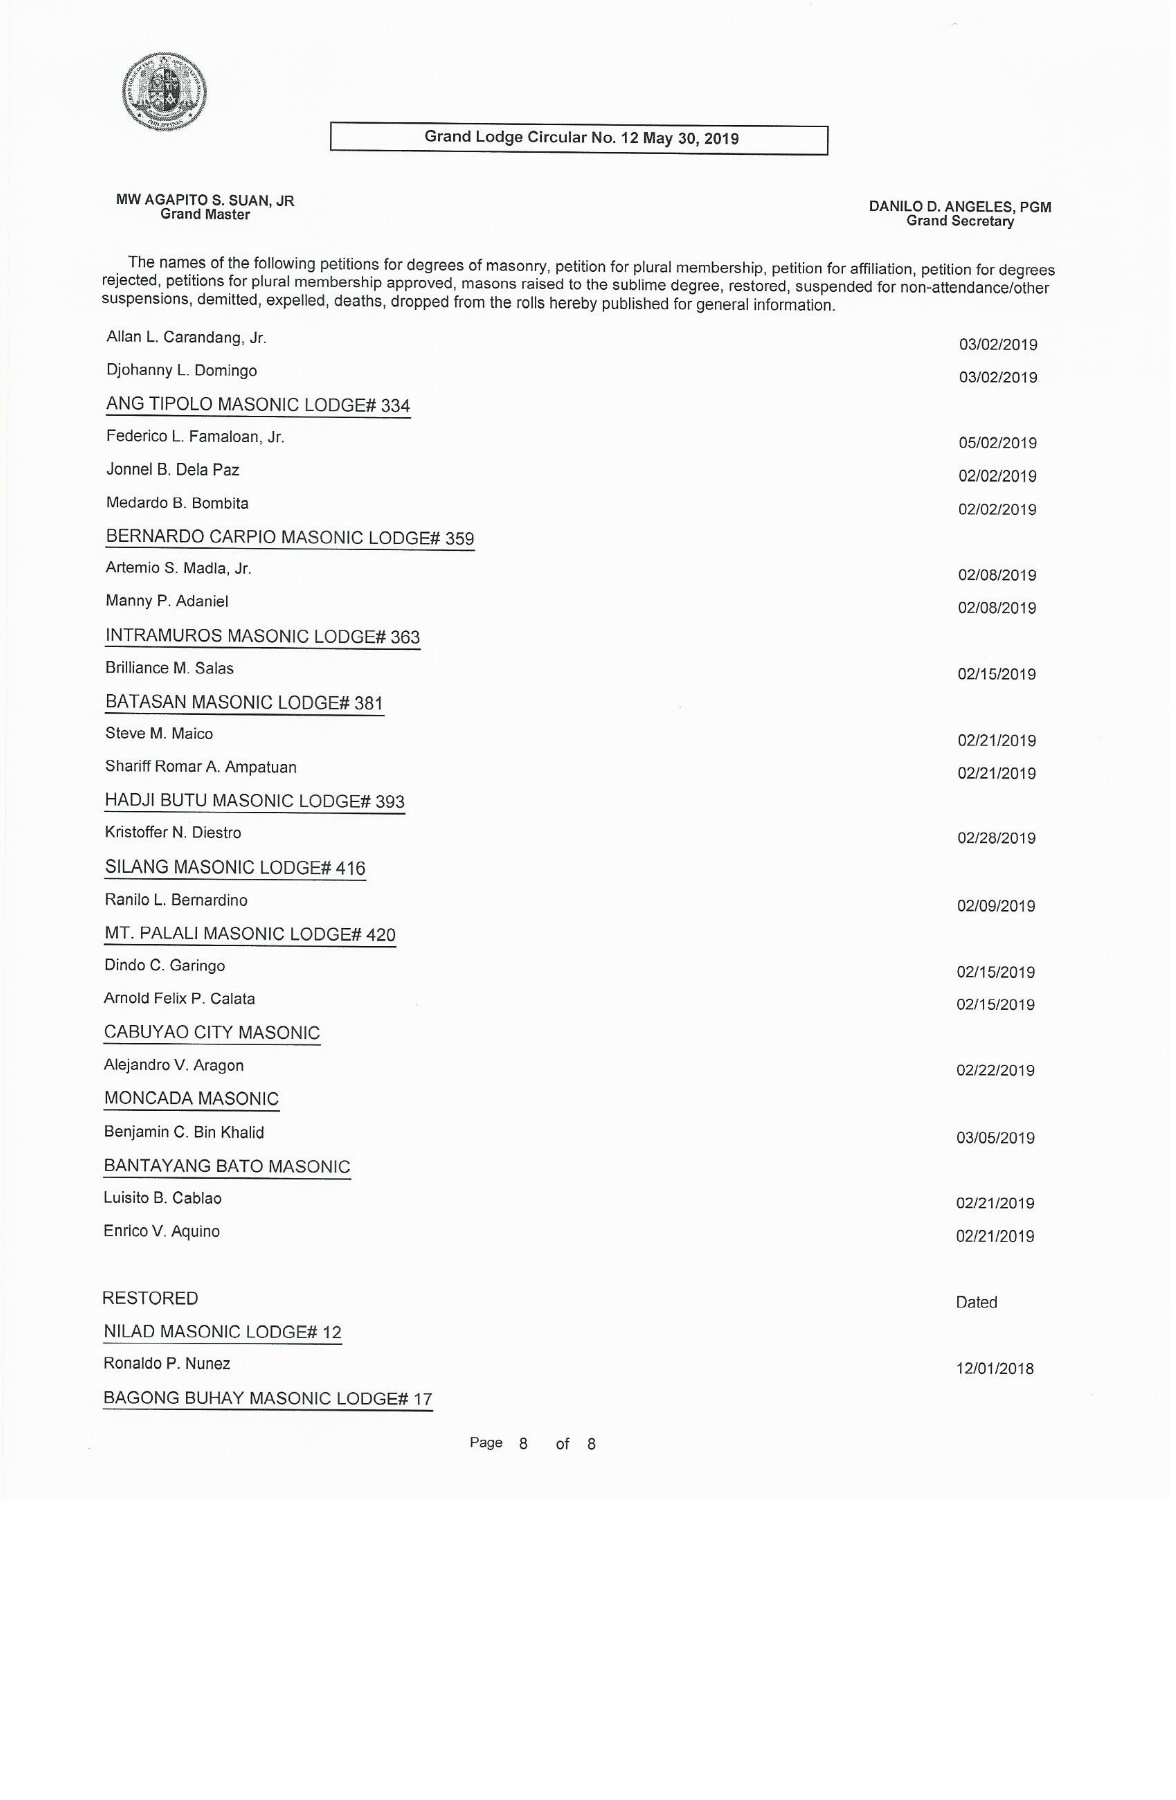 Grand Lodge Circular No. 12 May 30, 2019
MW AGAPITO S. SUAN, JR
Grand Master
DANILO D. ANGELES, PGM
Grand Secretary
The names of the following petitions for degrees of masonry, petition for plural membership, petition for affiliation, petition for degrees
rejected, petitions for plural membership approved, masons raised to the sublime degree, restored, suspended for non-attendance/other
suspensions, demitted, expelled, deaths, dropped from the rolls hereby published for general information.
Allan L. Carandang, Jr. 03/02/2019
Djohanny L. Domingo 03/02/2019
ANG TIPOLO MASONIC LODGE# 334
Federico L. Famaloan, Jr. 05/02/2019
Jonnel B. Dela Paz 02/02/2019
Medardo B. Bombita 02/02/2019
BERNARDO CARPIO MASONIC LODGE# 359
Artemio S. Madla, Jr. 02/08/2019
Manny P. Adaniel 02/08/2019
INTRAMUROS MASONIC LODGE# 363
Brilliance M. Salas 02/15/2019
BATASAN MASONIC LODGE# 381
Steve M. Maico 02/21/2019
Shariff Romar A. Ampatuan 02/21/2019
HADJI BUTU MASONIC LODGE# 393
Kristoffer N. Diestro 02/28/2019
SILANG MASONIC LODGE# 416
Ranilo L. Bernardino 02/09/2019
MT. PALALI MASONIC LODGE# 420
Dindo C. Garingo 02/15/2019
Arnold Felix P. Calata 02/15/2019
CABUYAO CITY MASONIC
Alejandro V. Aragon 02/22/2019
MONCADA MASONIC
Benjamin C. Bin Khalid 03/05/2019
BANTAYANG BATO MASONIC
Luisito B. Cablao 02/21/2019
Enrico V. Aquino 02/21/2019
RESTORED Dated
NILAD MASONIC LODGE# 12
Ronaldo P. Nunez 12/01/2018
BAGONG BUHAY MASONIC LODGE# 17
Page 8 of 8